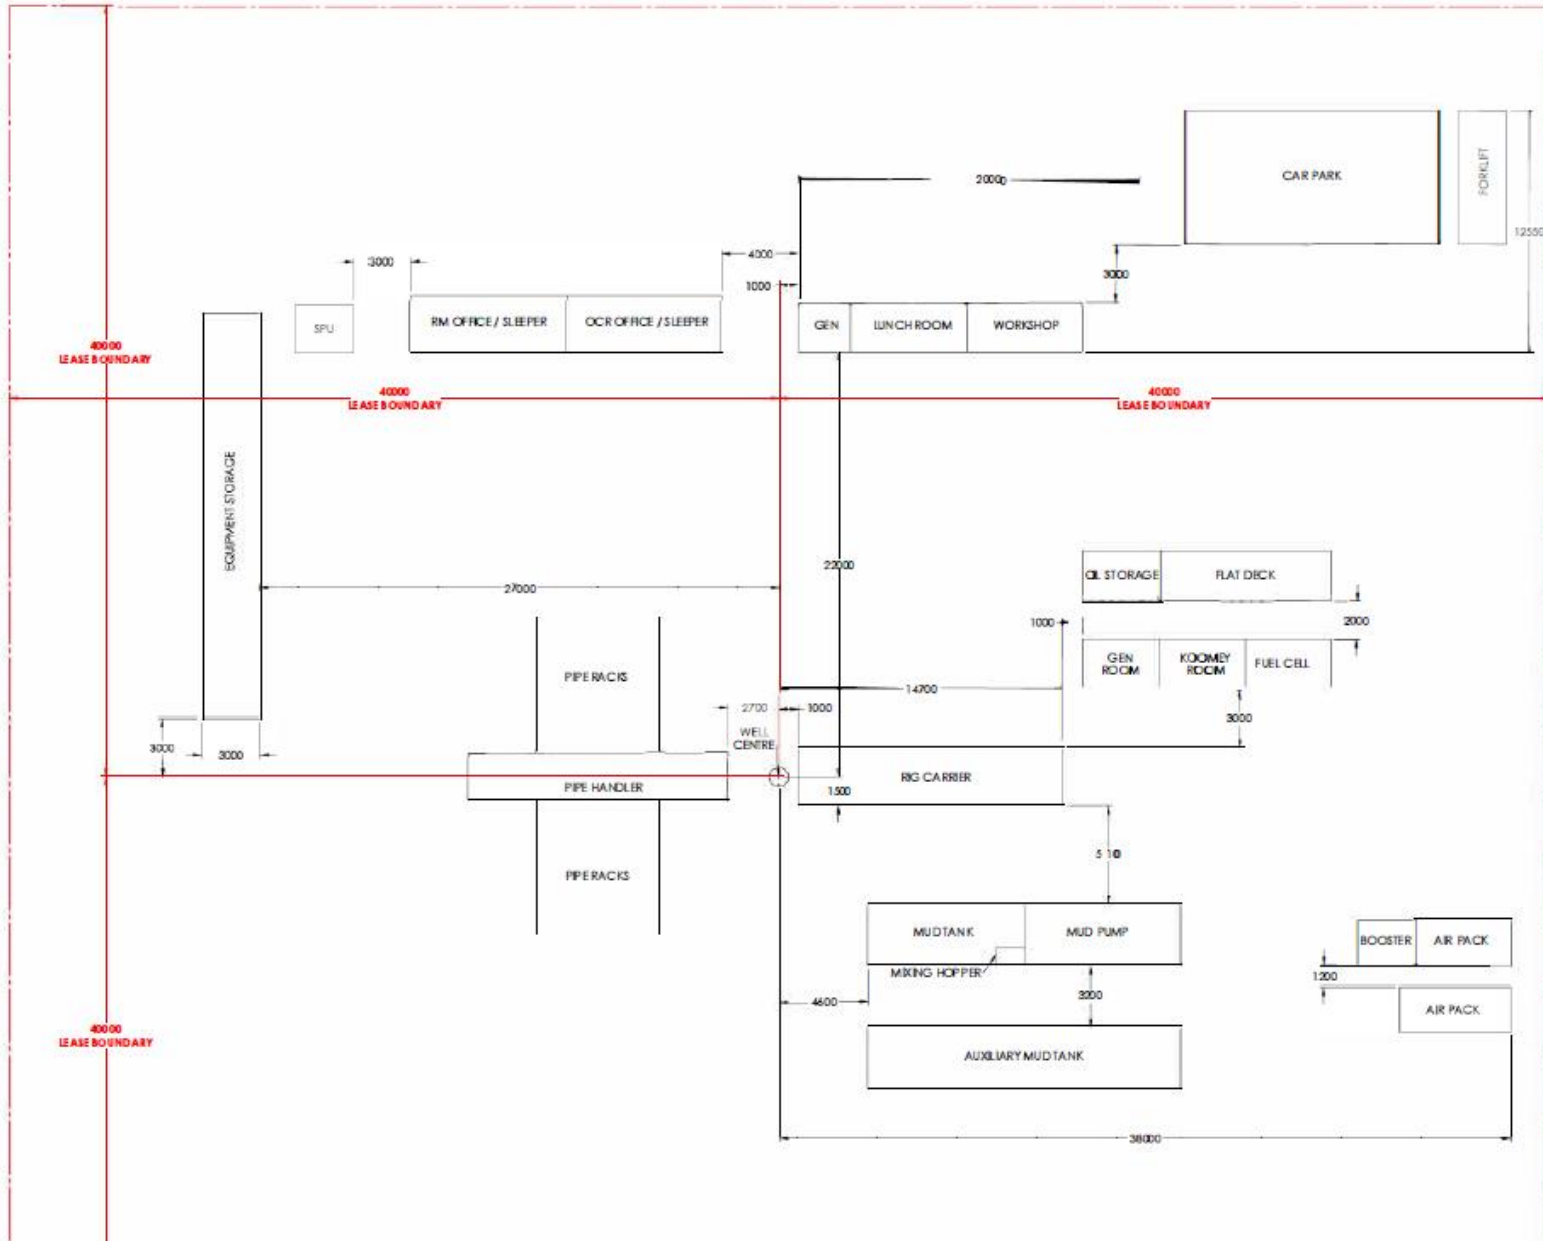 CAR PARK
FORKLIFT
12550
20000
4000
3000
3000
1000
SPU
RM OFFICE / SLEEPER
OCR OFFICE / SLEEPER
GEN
LUNCH ROOM
WORKSHOP
40000
LEASE BOUNDARY
40000
LEASE BOUNDARY
40000
LEASE BOUNDARY
EQUIPMENT STORAGE
22000
27000
OIL STORAGE
FLAT DECK
1000
2000
GEN
ROOM
KOOMEY
ROOM
FUEL CELL
PIPE RACKS
14700
2700
1000
3000
WELL
CENTRE
3000
3000
RIG CARRIER
PIPE HANDLER
1500
PIPE RACKS
MUD TANK
MUD PUMP
BOOSTER
AIR PACK
MIXING HOPPER
1200
4600
3200
AIR PACK
40000
LEASE BOUNDARY
AUXILIARY MUD TANK
38000